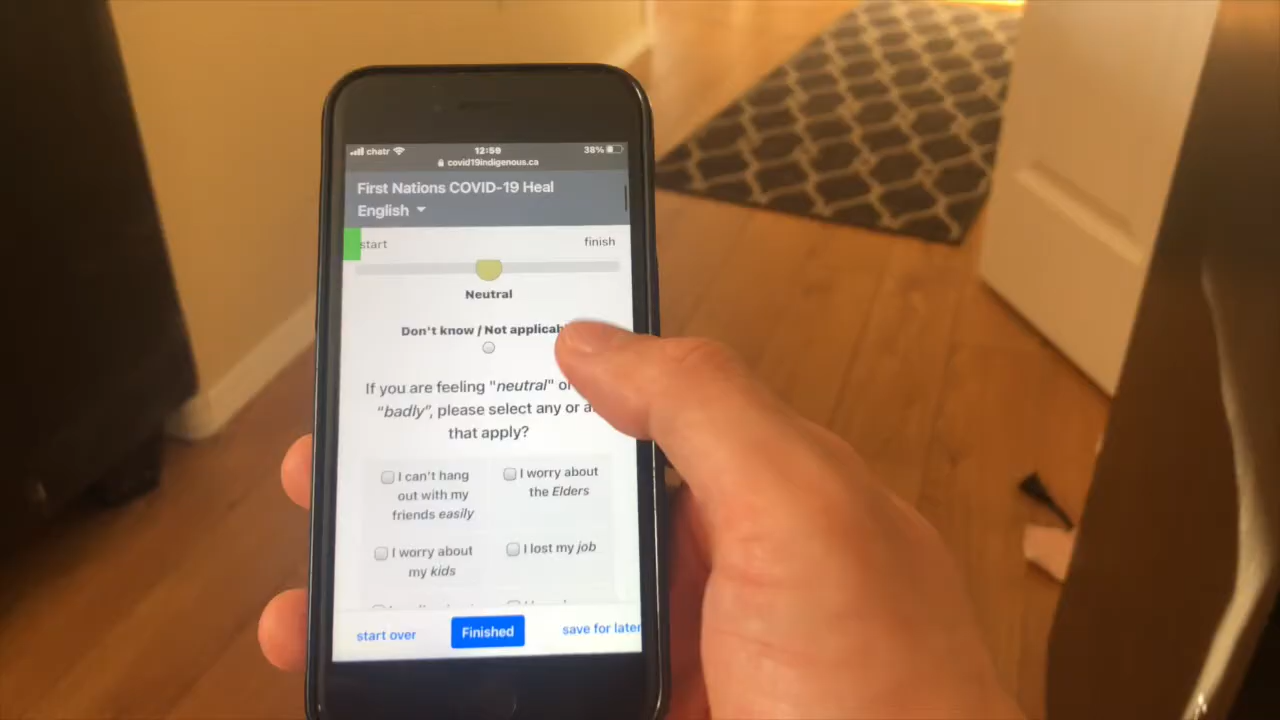 chatr 12:59 38%
covid19indigenous.ca
First Nations COVID-19 Heal
English
start finish
Neutral
Don't know / Not applicab
If you are feeling "neutral" or
"badly", please select any or a
that apply?
I can't hang
out with my
friends easily
I worry about
the Elders
I worry about
my kids
I lost my job
start over Finished save for later